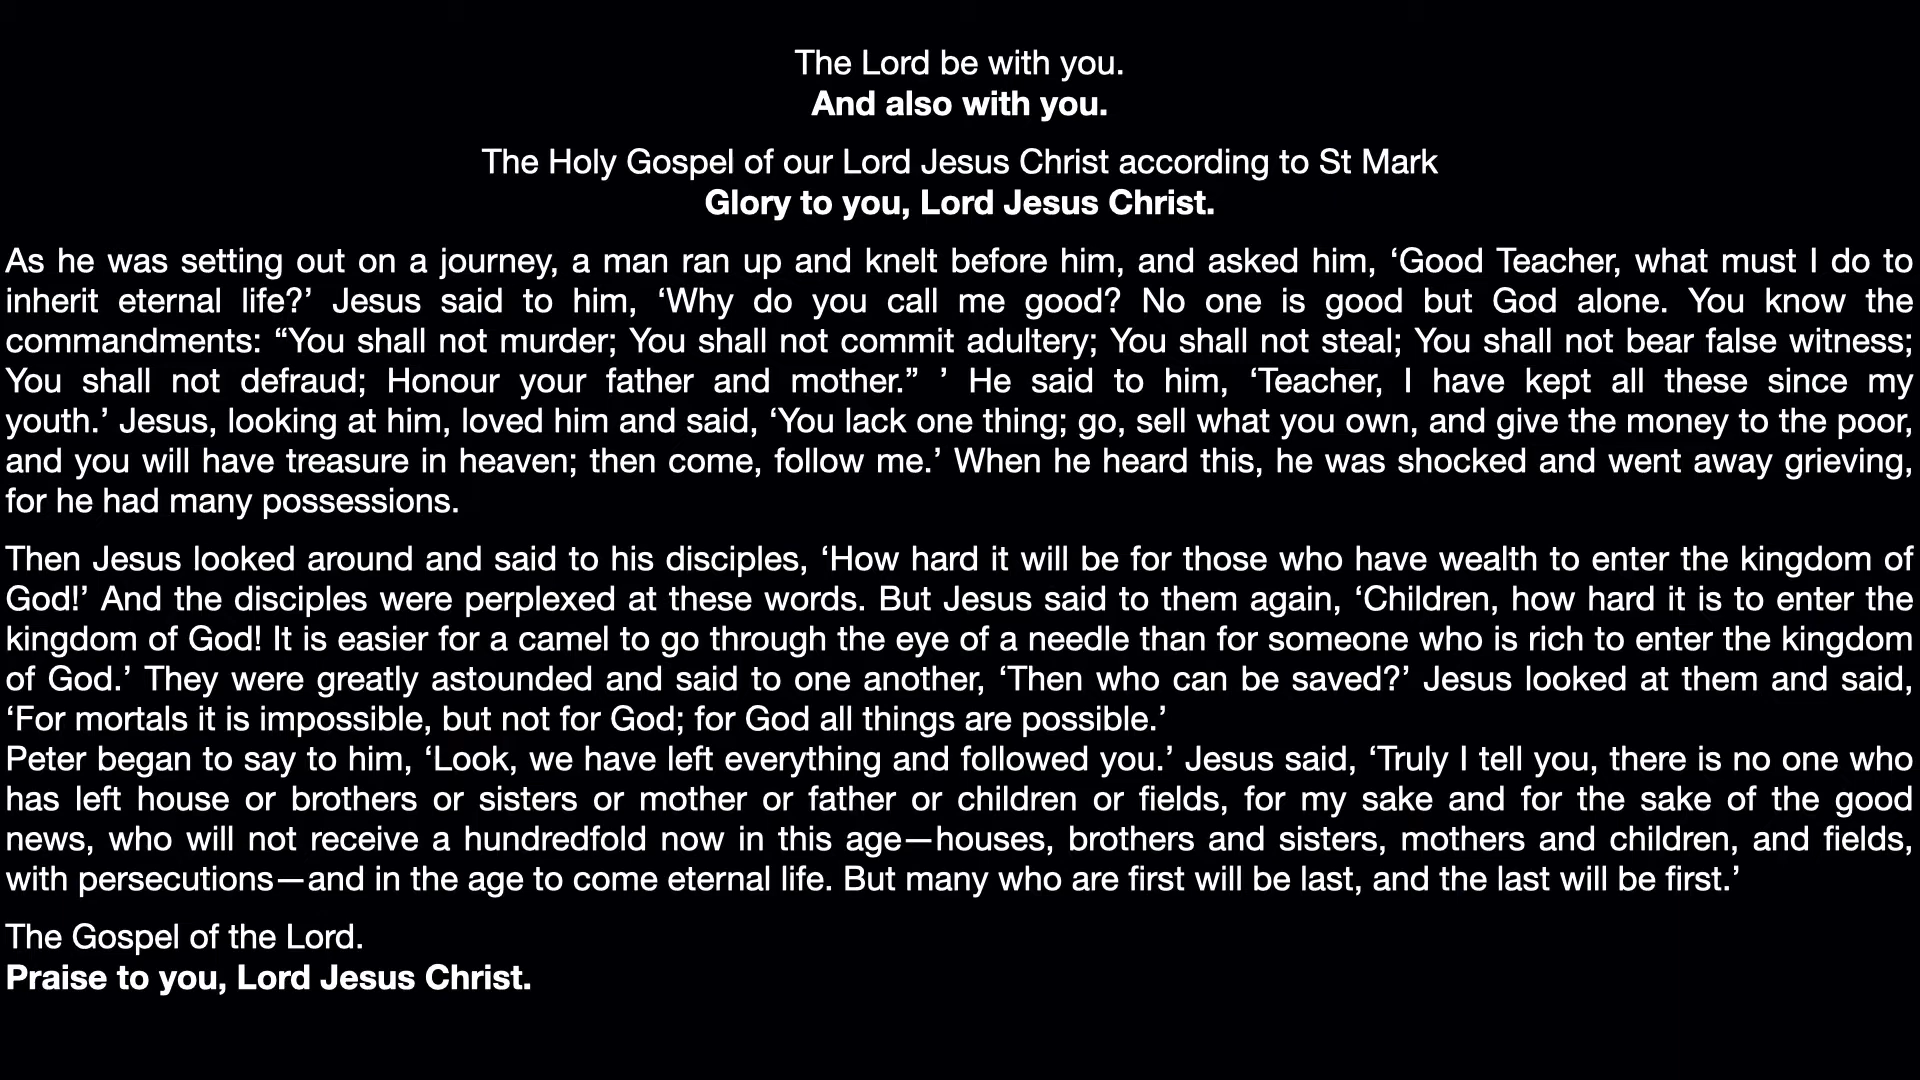 The Lord be with you.
And also with you.
The Holy Gospel of our Lord Jesus Christ according to St Mark
Glory to you, Lord Jesus Christ.
As he was setting out on a journey, a man ran up and knelt before him, and asked him, ‘Good Teacher, what must I do to
inherit eternal life?’ Jesus said to him, ‘Why do you call me good? No one is good but God alone. You know the
commandments: “You shall not murder; You shall not commit adultery; You shall not steal; You shall not bear false witness;
You shall not defraud; Honour your father and mother.” ’ He said to him, ‘Teacher, I have kept all these since my
youth.’ Jesus, looking at him, loved him and said, ‘You lack one thing; go, sell what you own, and give the money to the poor,
and you will have treasure in heaven; then come, follow me.’ When he heard this, he was shocked and went away grieving,
for he had many possessions.
Then Jesus looked around and said to his disciples, ‘How hard it will be for those who have wealth to enter the kingdom of
God!’ And the disciples were perplexed at these words. But Jesus said to them again, ‘Children, how hard it is to enter the
kingdom of God! It is easier for a camel to go through the eye of a needle than for someone who is rich to enter the kingdom
of God.’ They were greatly astounded and said to one another, ‘Then who can be saved?’ Jesus looked at them and said,
‘For mortals it is impossible, but not for God; for God all things are possible.’
Peter began to say to him, ‘Look, we have left everything and followed you.’ Jesus said, ‘Truly I tell you, there is no one who
has left house or brothers or sisters or mother or father or children or fields, for my sake and for the sake of the good
news, who will not receive a hundredfold now in this age—houses, brothers and sisters, mothers and children, and fields,
with persecutions—and in the age to come eternal life. But many who are first will be last, and the last will be first.’
The Gospel of the Lord.
Praise to you, Lord Jesus Christ.